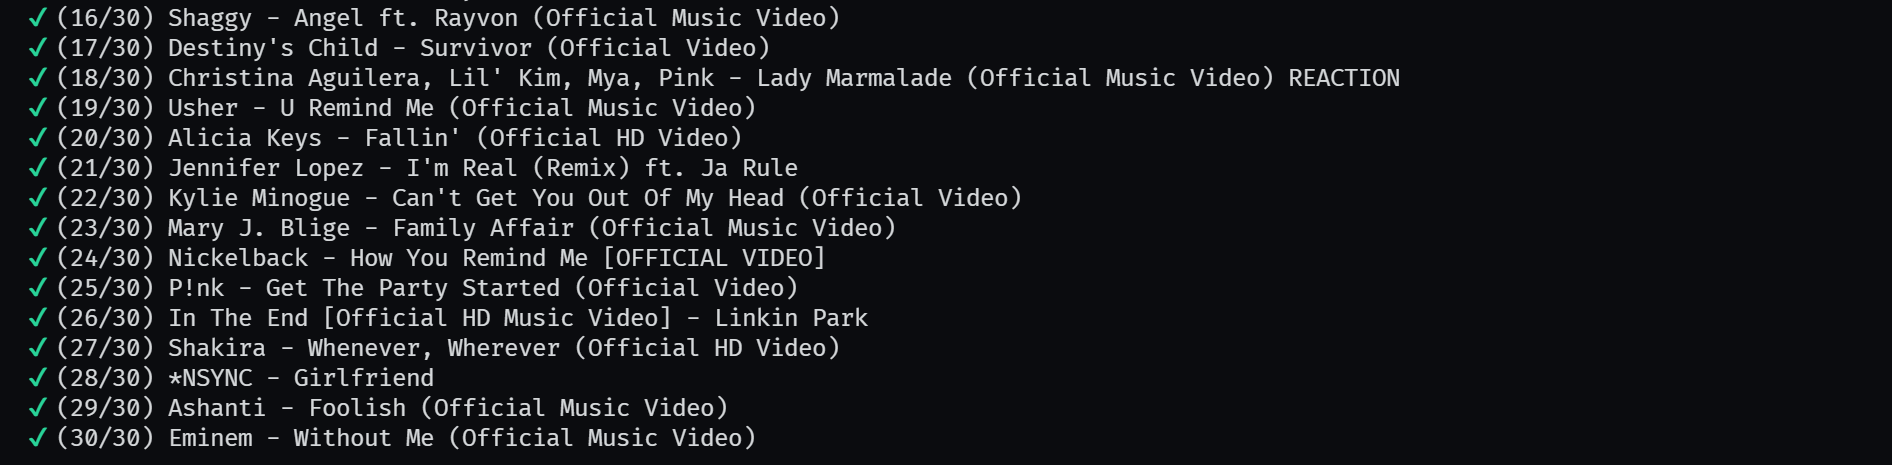 ✓ (16/30) Shaggy - Angel ft. Rayvon (Official Music Video)
✓ (17/30) Destiny's Child - Survivor (Official Video)
✓ (18/30) Christina Aguilera, Lil' Kim, Mya, Pink - Lady Marmalade (Official Music Video) REACTION
✓ (19/30) Usher - U Remind Me (Official Music Video)
✓ (20/30) Alicia Keys - Fallin' (Official HD Video)
✓ (21/30) Jennifer Lopez - I'm Real (Remix) ft. Ja Rule
✓ (22/30) Kylie Minogue - Can't Get You Out Of My Head (Official Video)
✓ (23/30) Mary J. Blige - Family Affair (Official Music Video)
✓ (24/30) Nickelback - How You Remind Me [OFFICIAL VIDEO]
✓ (25/30) P!nk - Get The Party Started (Official Video)
✓ (26/30) In The End [Official HD Music Video] - Linkin Park
✓ (27/30) Shakira - Whenever, Wherever (Official HD Video)
✓ (28/30) *NSYNC - Girlfriend
✓ (29/30) Ashanti - Foolish (Official Music Video)
✓ (30/30) Eminem - Without Me (Official Music Video)